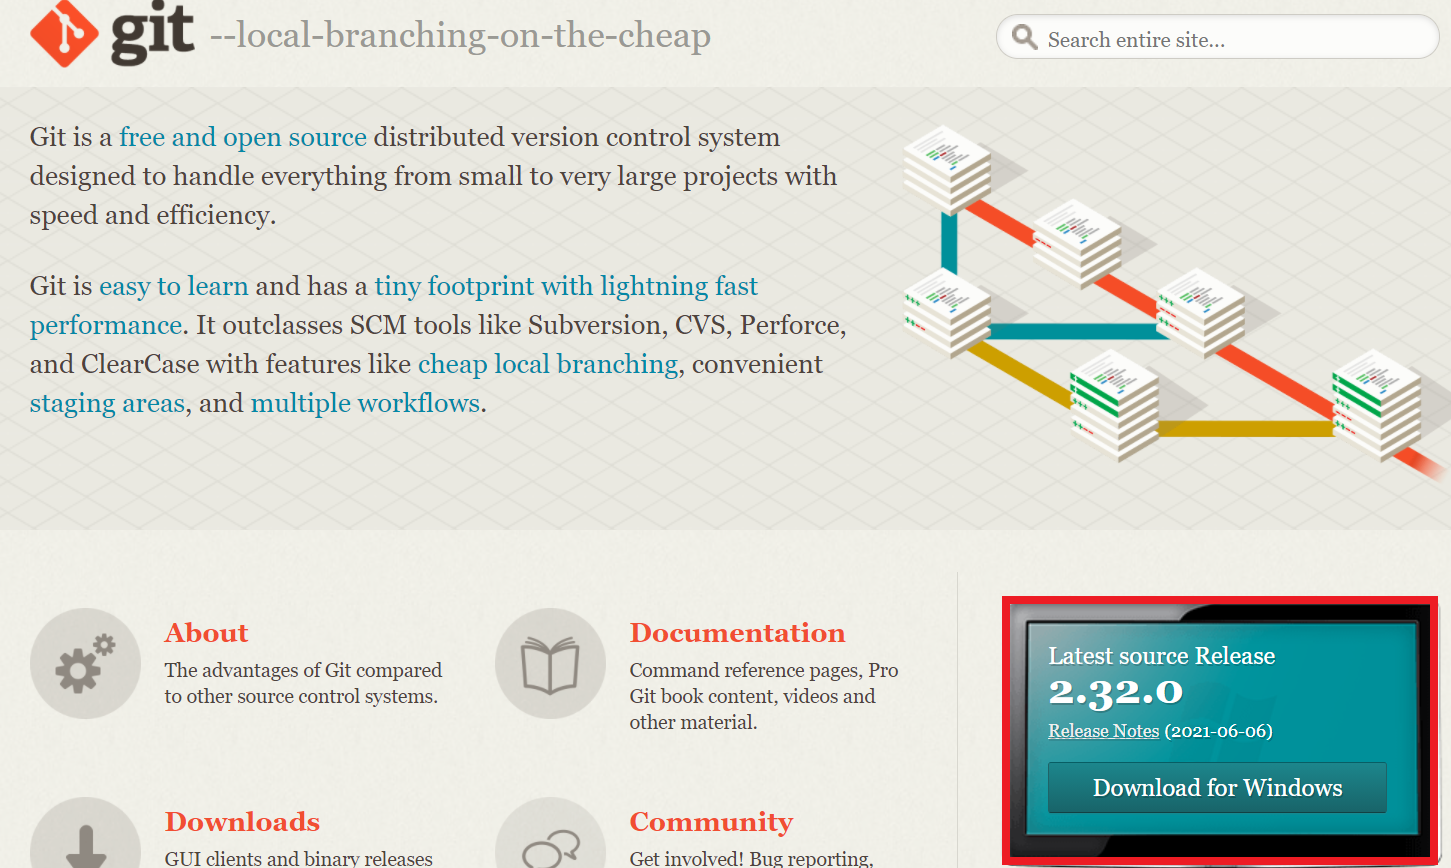 git --local-branching-on-the-cheap
Search entire site...
Git is a free and open source distributed version control system
designed to handle everything from small to very large projects with
speed and efficiency.
Git is easy to learn and has a tiny footprint with lightning fast
performance. It outclasses SCM tools like Subversion, CVS, Perforce,
and ClearCase with features like cheap local branching, convenient
staging areas, and multiple workflows.
About
The advantages of Git compared
to other source control systems.
Documentation
Command reference pages, Pro
Git book content, videos and
other material.
Downloads
GUI clients and binary releases
Community
Get involved! Bug reporting,
Latest source Release
2.32.0
Release Notes (2021-06-06)
Download for Windows